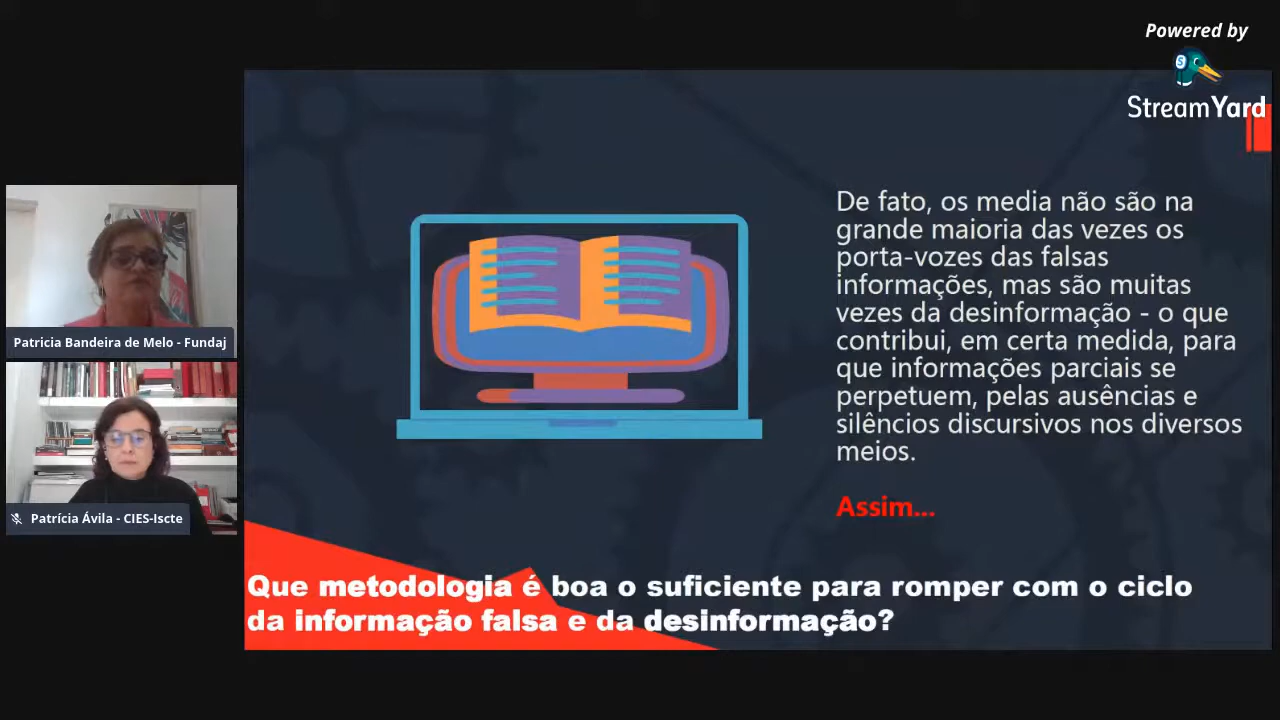 Powered by
StreamYard
De fato, os media não são na
grande maioria das vezes os
porta-vozes das falsas
informações, mas são muitas
vezes da desinformação - o que
contribui, em certa medida, para
que informações parciais se
perpetuem, pelas ausências e
silêncios discursivos nos diversos
meios.
Assim...
Patricia Bandeira de Melo - Fundaj
Patrícia Ávila - CIES-Iscte
Que metodologia é boa o suficiente para romper com o ciclo
da informação falsa e da desinformação?